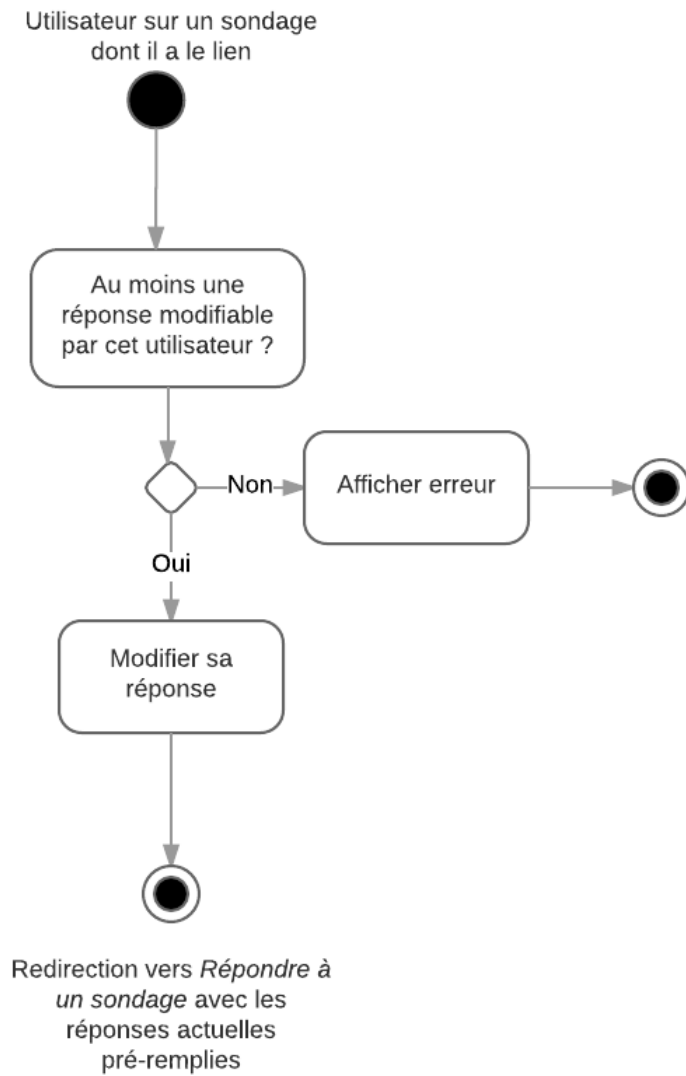 Utilisateur sur un sondage
dont il a le lien
Au moins une
réponse modifiable
par cet utilisateur ?
Non
Afficher erreur
Oui
Modifier sa
réponse
Redirection vers Répondre à
un sondage avec les
réponses actuelles
pré-remplies